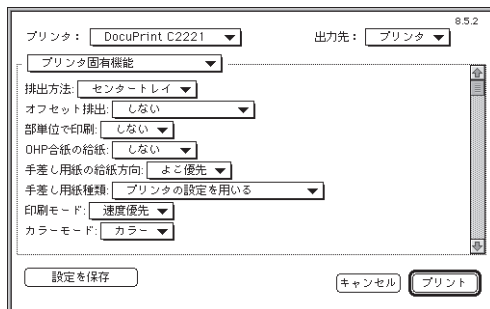 8.5.2
プリンタ： DocuPrint C2221 出力先： プリンタ
プリンタ固有機能
排出方法: センタートレイ
オフセット排出: しない
部単位で印刷: しない
OHP合紙の給紙: しない
手差し用紙の給紙方向: よこ優先
手差し用紙種類: プリンタの設定を用いる
印刷モード: 速度優先
カラーモード: カラー
設定を保存 キャンセル プリント